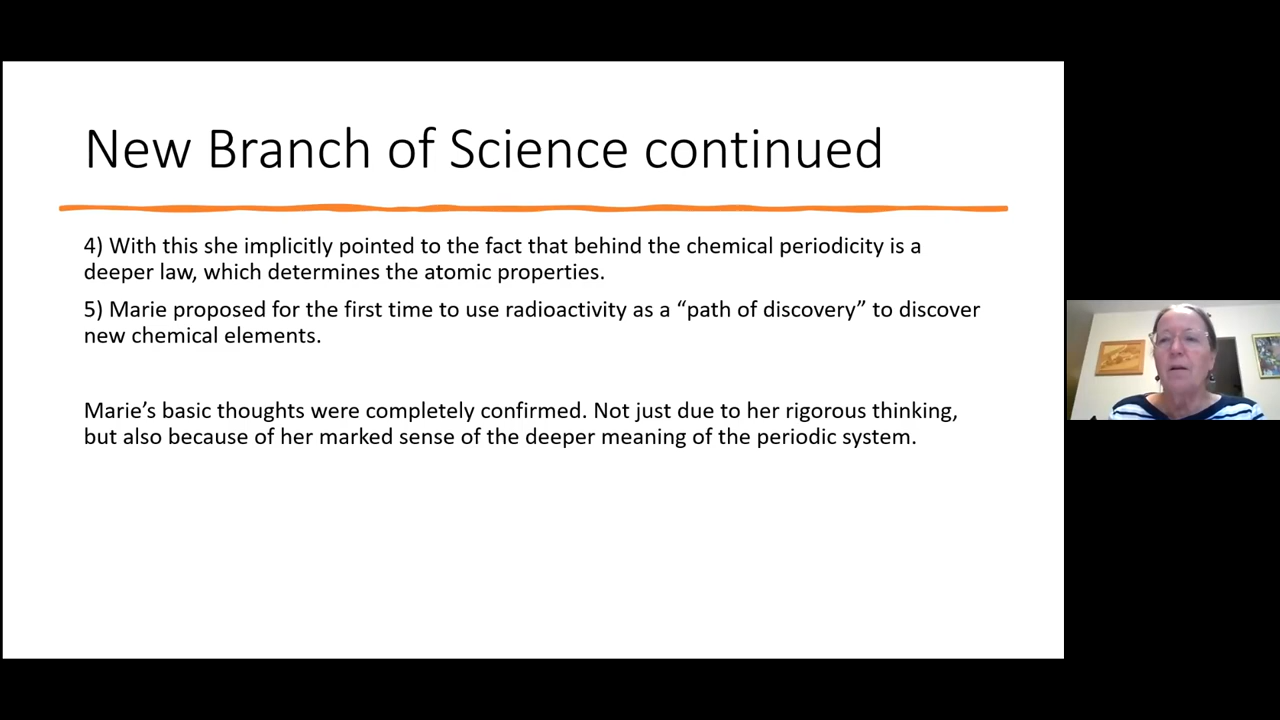 New Branch of Science continued
4) With this she implicitly pointed to the fact that behind the chemical periodicity is a
deeper law, which determines the atomic properties.
5) Marie proposed for the first time to use radioactivity as a “path of discovery” to discover
new chemical elements.
Marie’s basic thoughts were completely confirmed. Not just due to her rigorous thinking,
but also because of her marked sense of the deeper meaning of the periodic system.